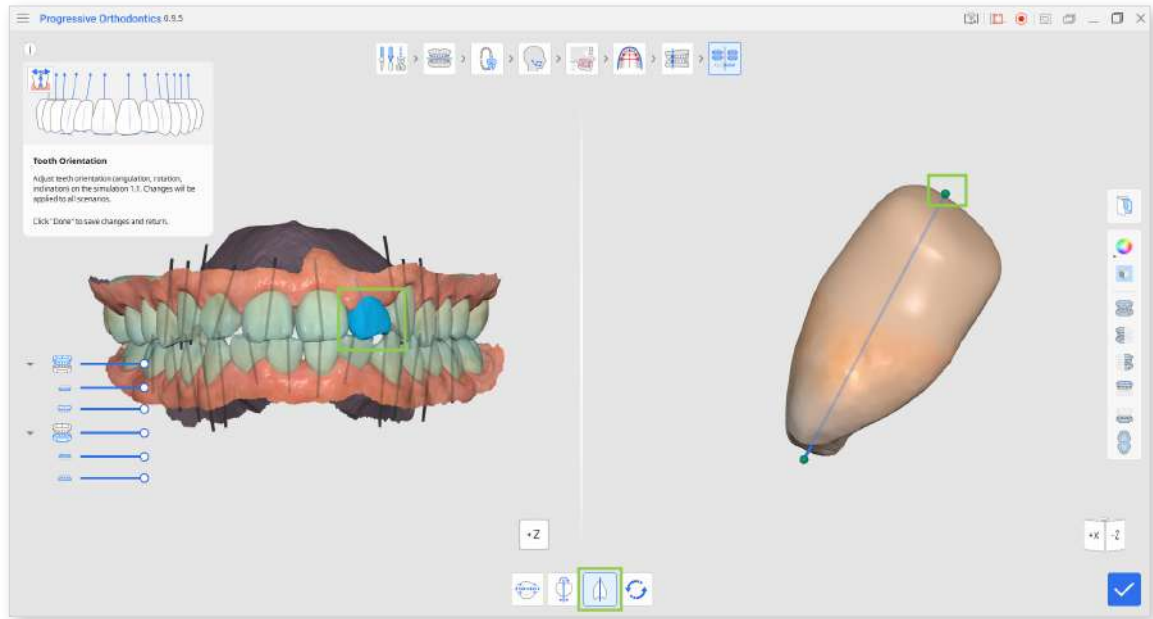 Progressive Orthodontics 0.9.5
Tooth Orientation
Adjust teeth orientation (angulation, rotation,
inclination) on the simulation 1.1. Changes will be
applied to all scenarios.
Click "Done" to save changes and return.
+Z
+X -Z